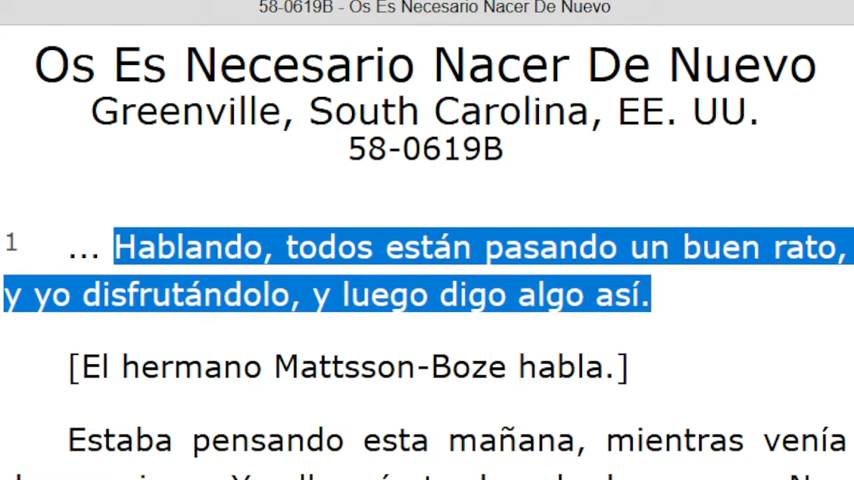 58-0619B - Os Es Necesario Nacer De Nuevo
Os Es Necesario Nacer De Nuevo
Greenville, South Carolina, EE. UU.
58-0619B
1 ... Hablando, todos están pasando un buen rato,
y yo disfrutándolo, y luego digo algo así.
[El hermano Mattsson-Boze habla.]
Estaba pensando esta mañana, mientras venía